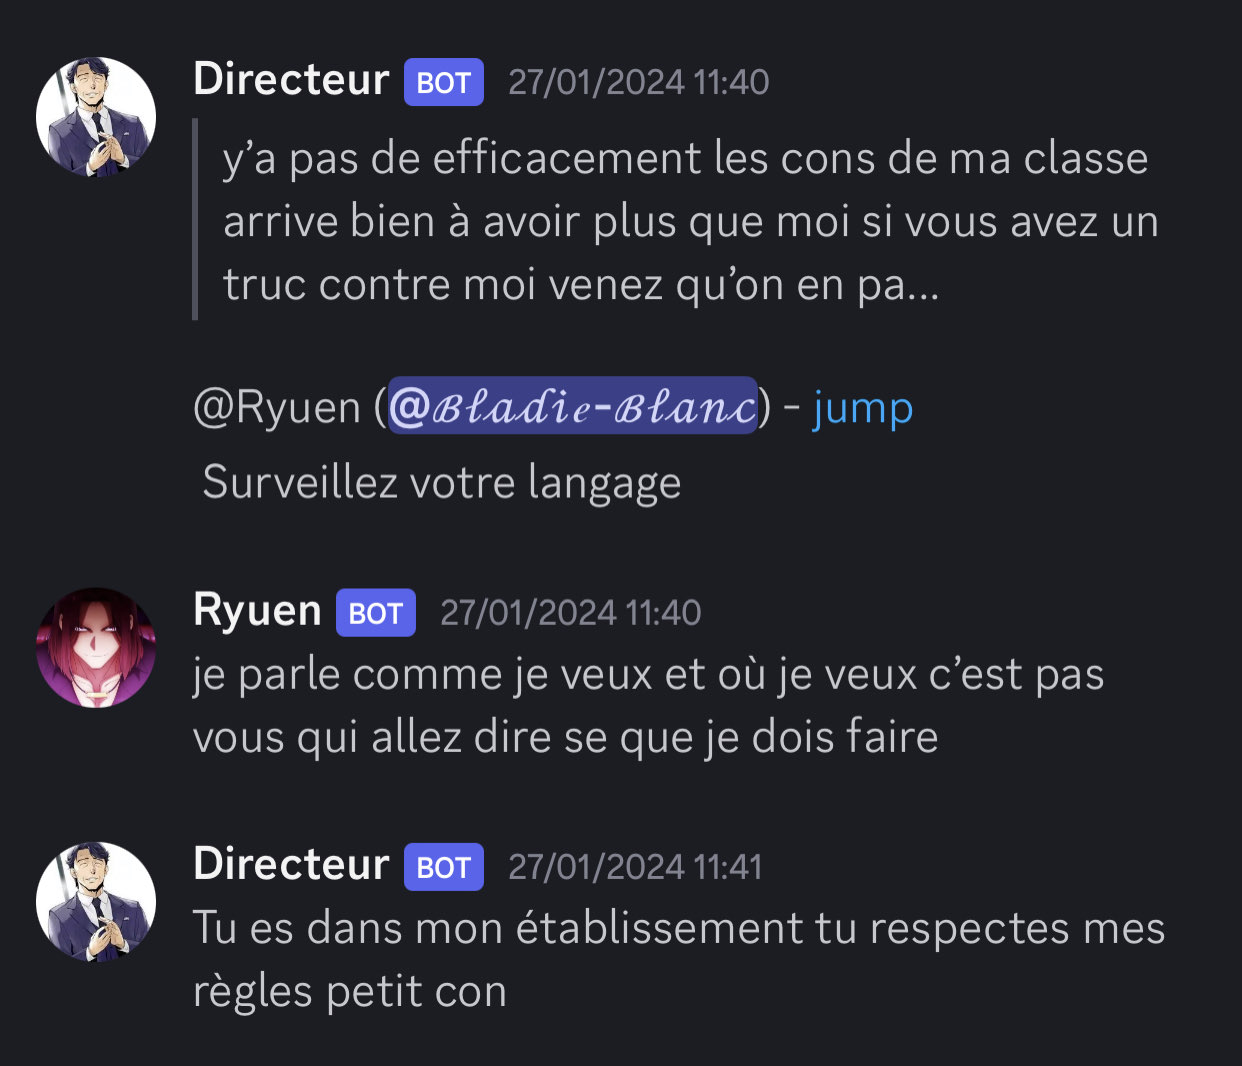 Directeur BOT 27/01/2024 11:40
y’a pas de efficacement les cons de ma classe
arrive bien à avoir plus que moi si vous avez un
truc contre moi venez qu’on en pa...
@Ryuen (@𝓑𝓵𝓪𝓭𝓲𝓮-𝓑𝓵𝓪𝓷𝓬) - jump
Surveillez votre langage
Ryuen BOT 27/01/2024 11:40
je parle comme je veux et où je veux c’est pas
vous qui allez dire se que je dois faire
Directeur BOT 27/01/2024 11:41
Tu es dans mon établissement tu respectes mes
règles petit con